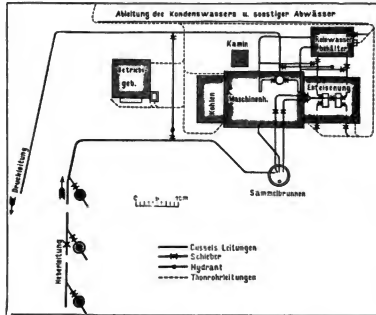 Ableitung des Kondenswassers u. sonstiger Abwässer
Reinwasser
behälter
Kamin
Betriebs-
geb.
Kohlen
Maschinenh.
Enteisenung
Sammelbrunnen
Druckleitung
Heberleitung
Gusseis. Leitungen
Schieber
Hydrant
Thonrohrleitungen